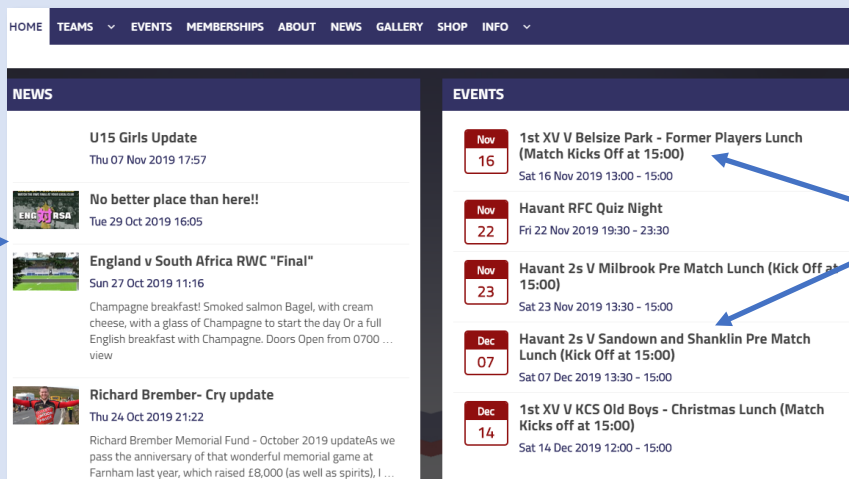 HOME TEAMS EVENTS MEMBERSHIPS ABOUT NEWS GALLERY SHOP INFO
NEWS
U15 Girls Update
Thu 07 Nov 2019 17:57
ENG RSA
No better place than here!!
Tue 29 Oct 2019 16:05
England v South Africa RWC "Final"
Sun 27 Oct 2019 11:16
Champagne breakfast! Smoked salmon Bagel, with cream
cheese, with a glass of Champagne to start the day Or a full
English breakfast with Champagne. Doors Open from 0700 ...
view
Richard Brember- Cry update
Thu 24 Oct 2019 21:22
Richard Brember Memorial Fund - October 2019 updateAs we
pass the anniversary of that wonderful memorial game at
Farnham last year, which raised £8,000 (as well as spirits), I ...
EVENTS
Nov
16
1st XV V Belsize Park - Former Players Lunch
(Match Kicks Off at 15:00)
Sat 16 Nov 2019 13:00 - 15:00
Nov
22
Havant RFC Quiz Night
Fri 22 Nov 2019 19:30 - 23:30
Nov
23
Havant 2s V Milbrook Pre Match Lunch (Kick Off at
15:00)
Sat 23 Nov 2019 13:30 - 15:00
Dec
07
Havant 2s V Sandown and Shanklin Pre Match
Lunch (Kick Off at 15:00)
Sat 07 Dec 2019 13:30 - 15:00
Dec
14
1st XV V KCS Old Boys - Christmas Lunch (Match
Kicks off at 15:00)
Sat 14 Dec 2019 12:00 - 15:00